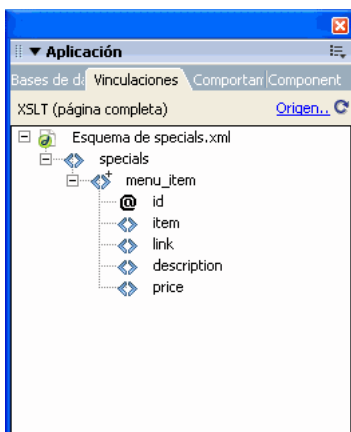 Aplicación
Bases de da Vinculaciones Comportan Component
XSLT (página completa) Origen..
Esquema de specials.xml
specials
menu_item
@ id
item
link
description
price